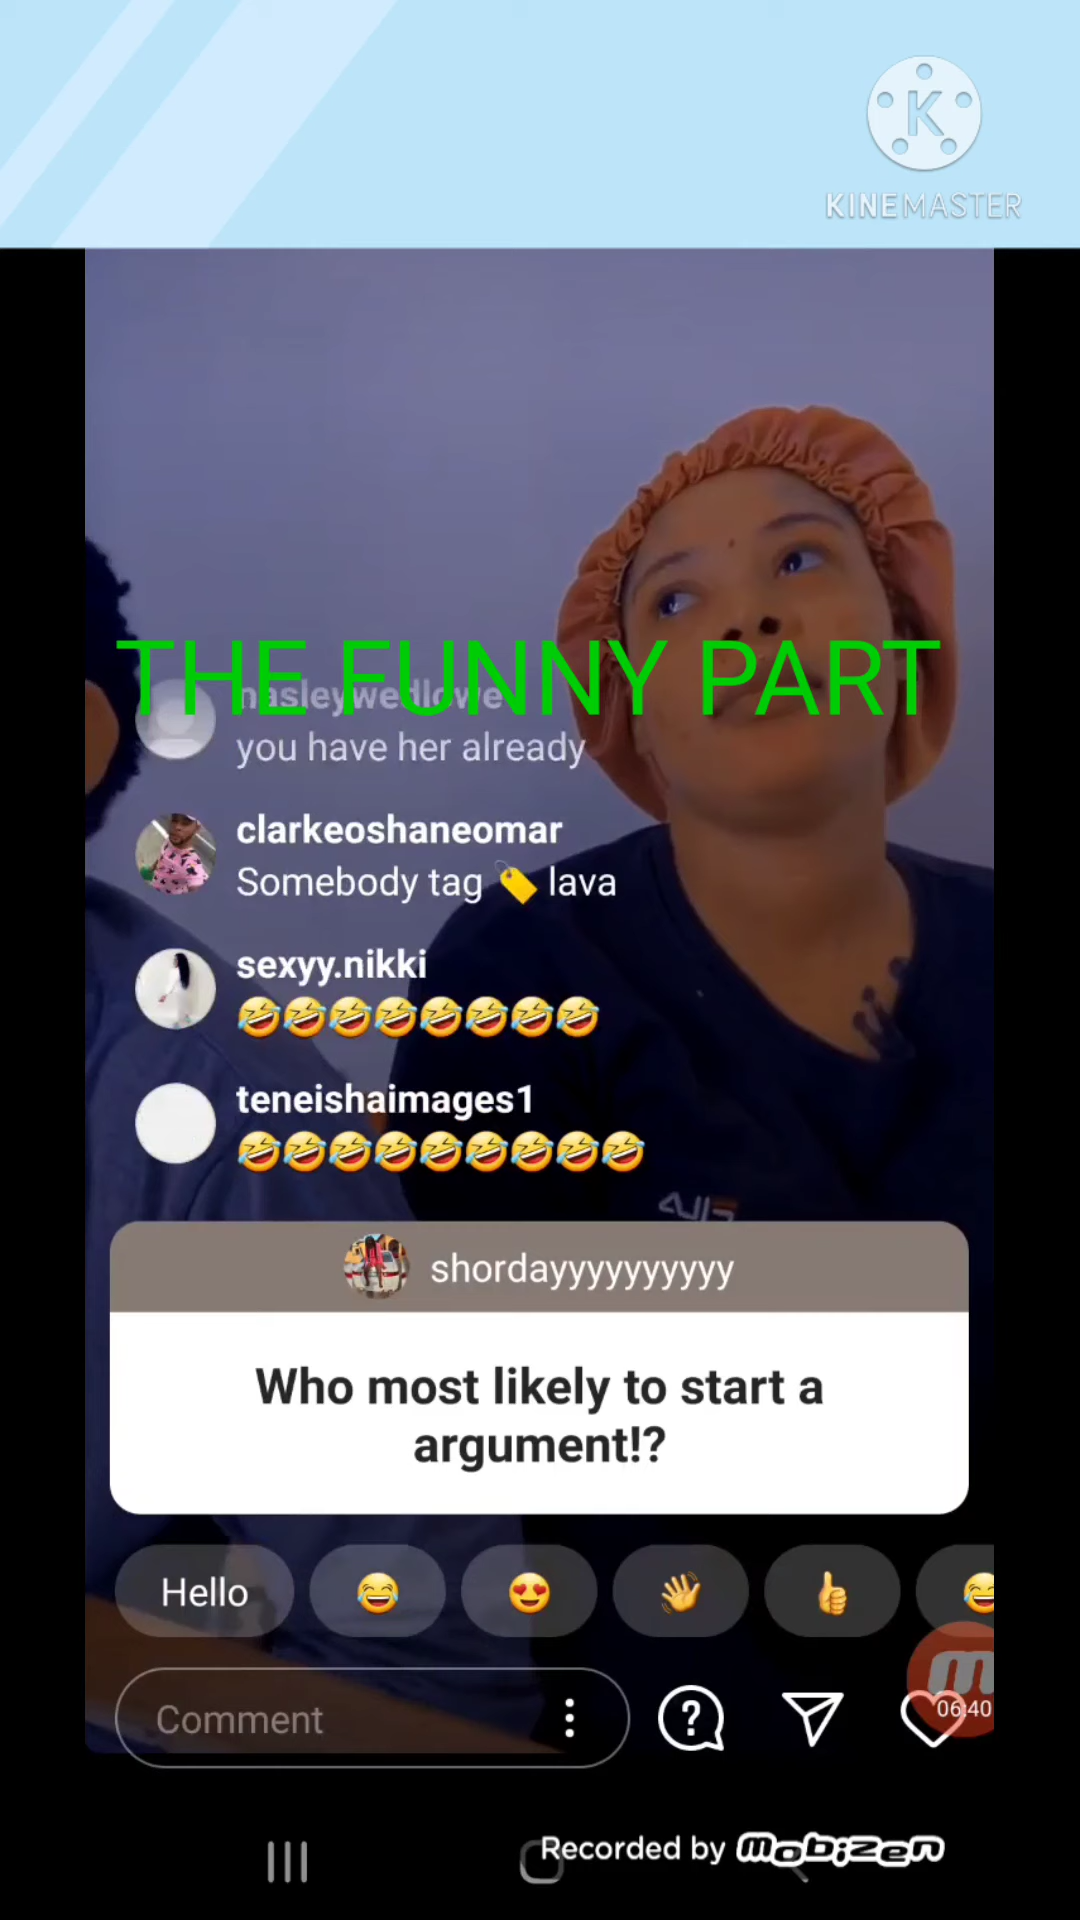 K
KINEMASTER
THE FUNNY PART
nasleywedlowe
you have her already
clarkeoshaneomar
Somebody tag 🏷️ lava
sexyy.nikki
🤣🤣🤣🤣🤣🤣🤣🤣
teneishaimages1
🤣🤣🤣🤣🤣🤣🤣🤣🤣
shordayyyyyyyyyy
Who most likely to start a
argument!?
Hello 😂 😍 👋 👍 😂
Comment
06:40
Recorded by mobizen